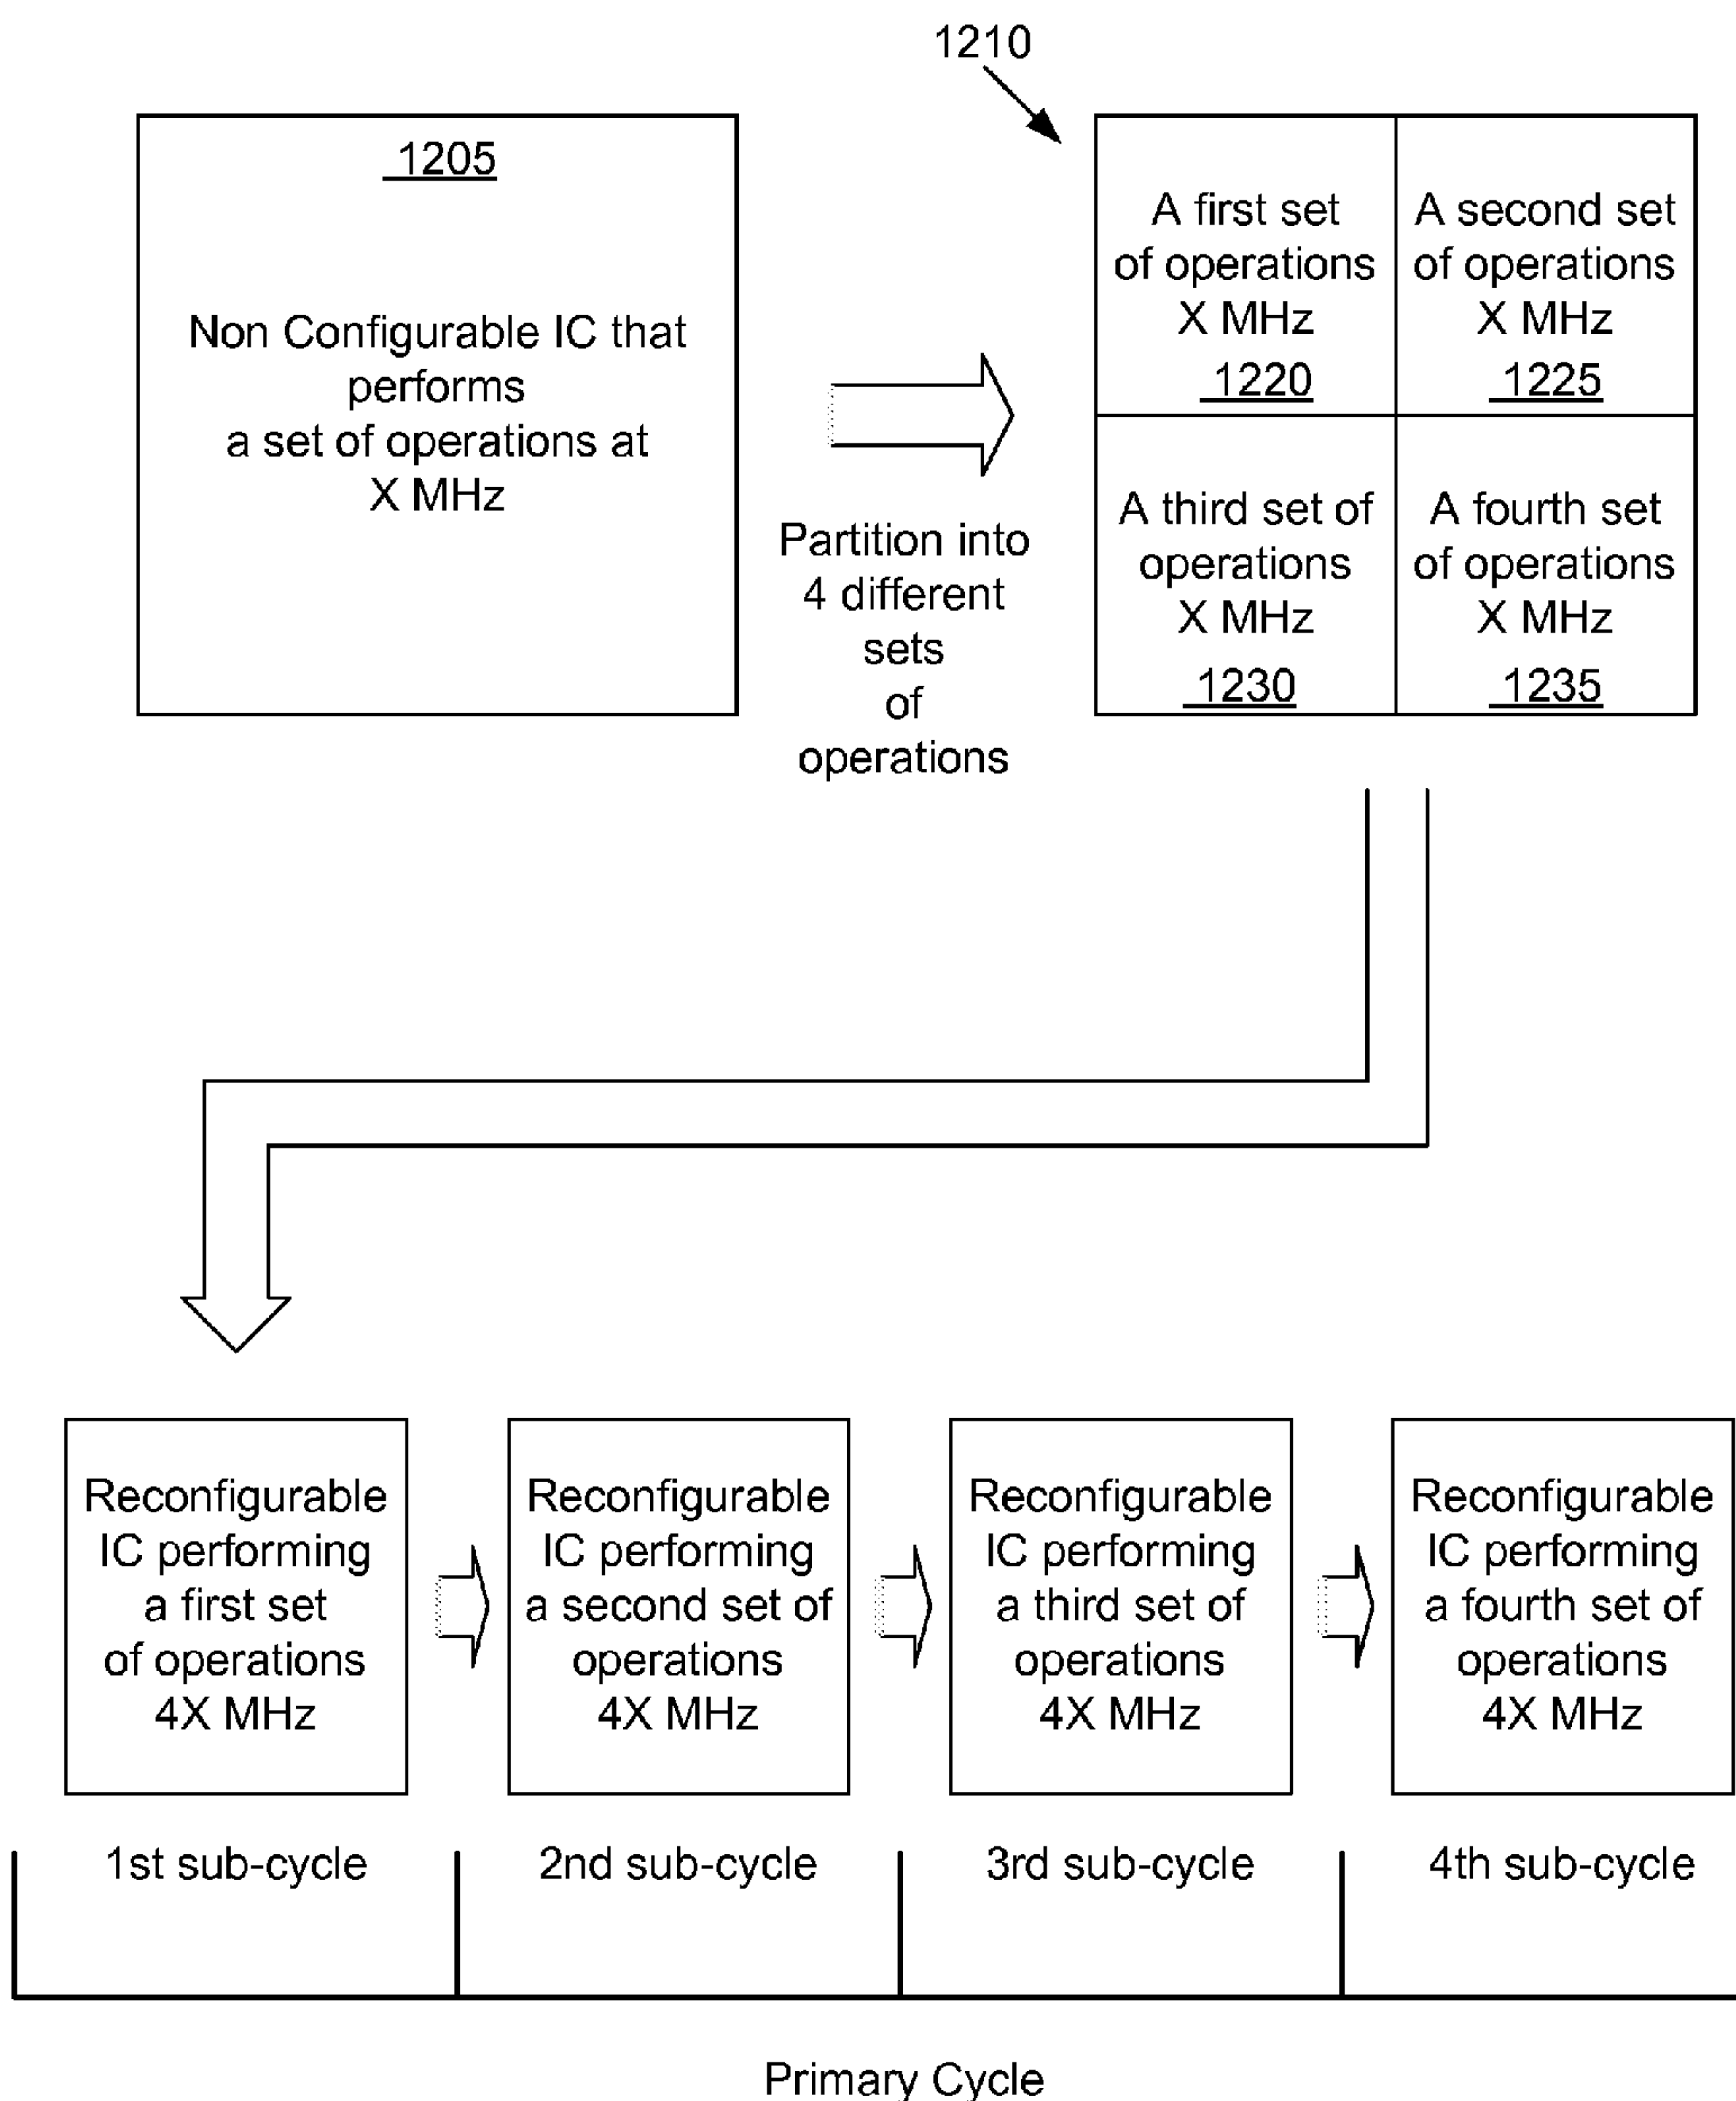 1210
1205
Non Configurable IC that
performs
a set of operations at
X MHz
Partition into
4 different
sets
of
operations
A first set
of operations
X MHz
1220
A second set
of operations
X MHz
1225
A third set of
operations
X MHz
1230
A fourth set
of operations
X MHz
1235
Reconfigurable
IC performing
a first set
of operations
4X MHz
Reconfigurable
IC performing
a second set of
operations
4X MHz
Reconfigurable
IC performing
a third set of
operations
4X MHz
Reconfigurable
IC performing
a fourth set of
operations
4X MHz
1st sub-cycle
2nd sub-cycle
3rd sub-cycle
4th sub-cycle
Primary Cycle